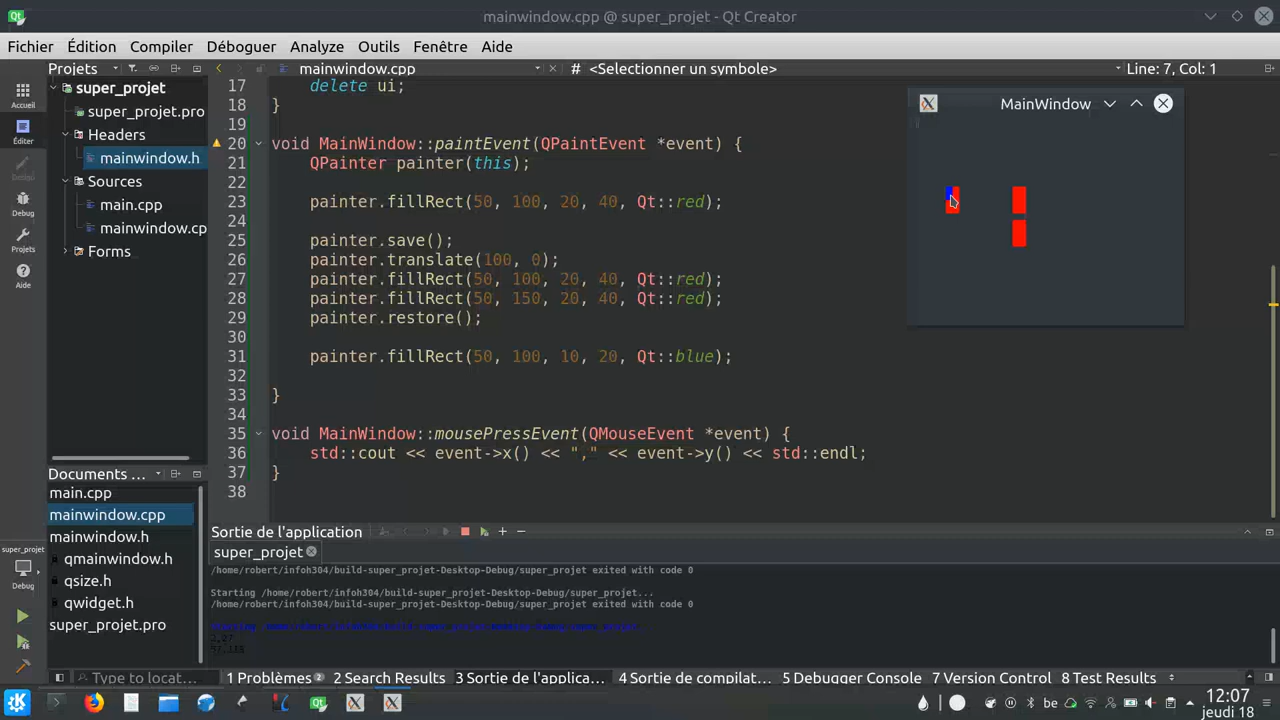 mainwindow.cpp @ super_projet - Qt Creator
Fichier Édition Compiler Déboguer Analyze Outils Fenêtre Aide
Projets mainwindow.cpp # <Selectionner un symbole> Line: 7, Col: 1
super_projet
super_projet.pro
Headers
mainwindow.h
Sources
main.cpp
mainwindow.cp
Forms
Accueil
Éditer
Design
Debug
Projets
Aide
17 delete ui;
18 }
19
20 void MainWindow::paintEvent(QPaintEvent *event) {
21 QPainter painter(this);
22
23 painter.fillRect(50, 100, 20, 40, Qt::red);
24
25 painter.save();
26 painter.translate(100, 0);
27 painter.fillRect(50, 100, 20, 40, Qt::red);
28 painter.fillRect(50, 150, 20, 40, Qt::red);
29 painter.restore();
30
31 painter.fillRect(50, 100, 10, 20, Qt::blue);
32
33 }
34
35 void MainWindow::mousePressEvent(QMouseEvent *event) {
36 std::cout << event->x() << "," << event->y() << std::endl;
37 }
38
MainWindow
Documents ...
main.cpp
mainwindow.cpp
mainwindow.h
qmainwindow.h
qsize.h
qwidget.h
super_projet.pro
super_projet
Debug
Sortie de l'application
super_projet
/home/robert/infoh304/build-super_projet-Desktop-Debug/super_projet exited with code 0
Starting /home/robert/infoh304/build-super_projet-Desktop-Debug/super_projet...
/home/robert/infoh304/build-super_projet-Desktop-Debug/super_projet exited with code 0
Type to locat... 1 Problèmes 2 2 Search Results 3 Sortie de l'applica... 4 Sortie de compilat... 5 Debugger Console 7 Version Control 8 Test Results
be 12:07
jeudi 18